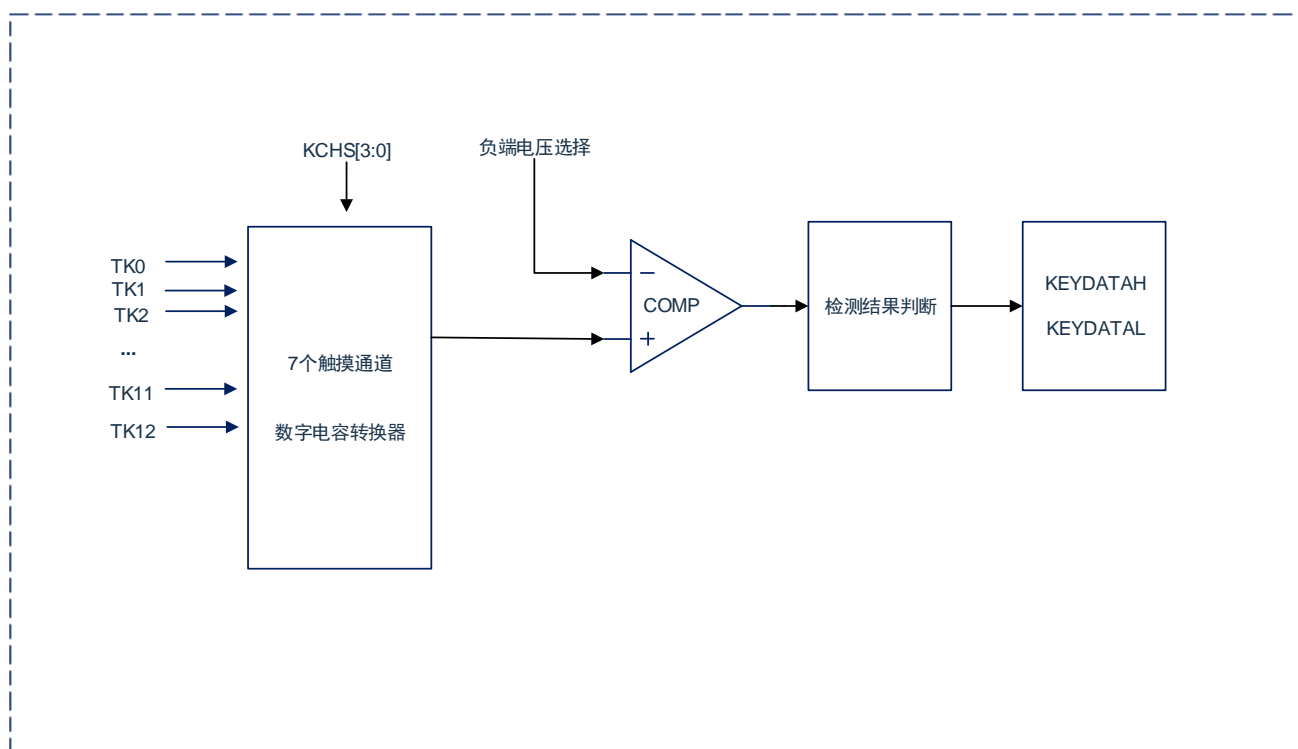 KCHS[3:0]
负端电压选择
TK0
TK1
TK2
...
TK11
TK12
7个触摸通道
数字电容转换器
−
COMP
+
检测结果判断
KEYDATAH
KEYDATAL